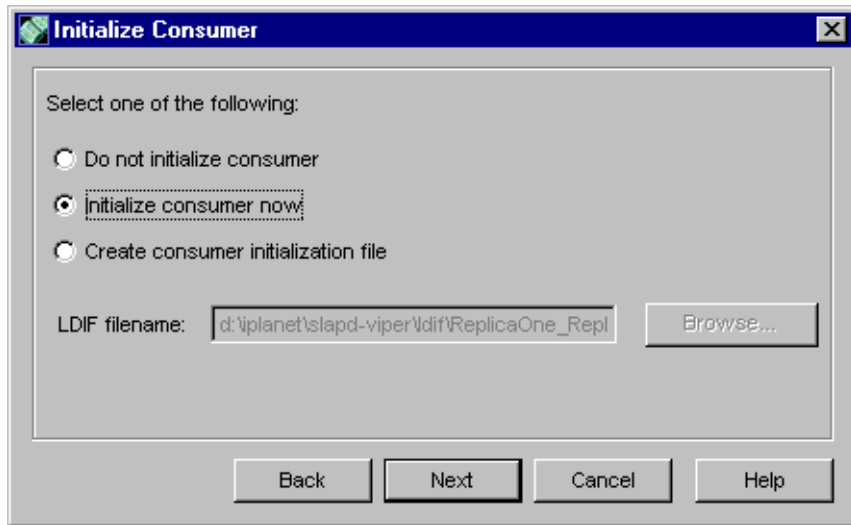 Initialize Consumer
Select one of the following:
Do not initialize consumer
Initialize consumer now
Create consumer initialization file
LDIF filename: d:\iplanet\slapd-viper\ldif\ReplicaOne_Repl Browse...
Back Next Cancel Help